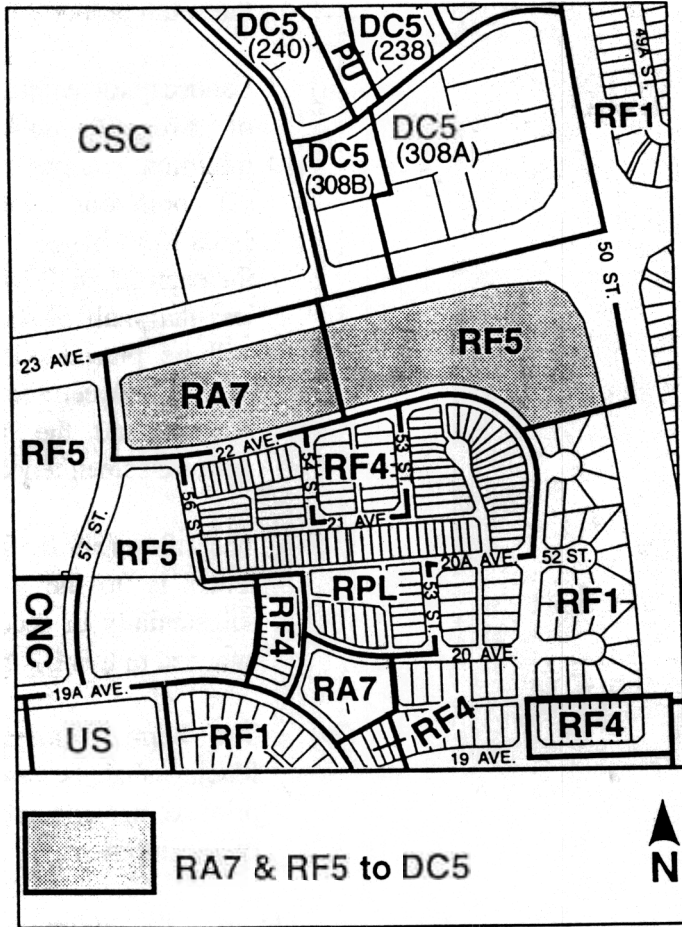 DC5
(240)
PU
DC5
(238)
49A ST.
RF1
CSC
DC5
(308A)
DC5
(308B)
50 ST.
23 AVE.
RF5
RA7
RF5
22 AVE.
54 ST.
RF4
53 ST.
56 S
21 AVE
57 ST.
RF5
20A AVE.
52 ST.
RPL
53 ST.
RF1
CNC
RF4
20 AVE.
19A AVE.
RA7
US
RF1
RF4
RF4
19 AVE.
RA7 & RF5 to DC5
N